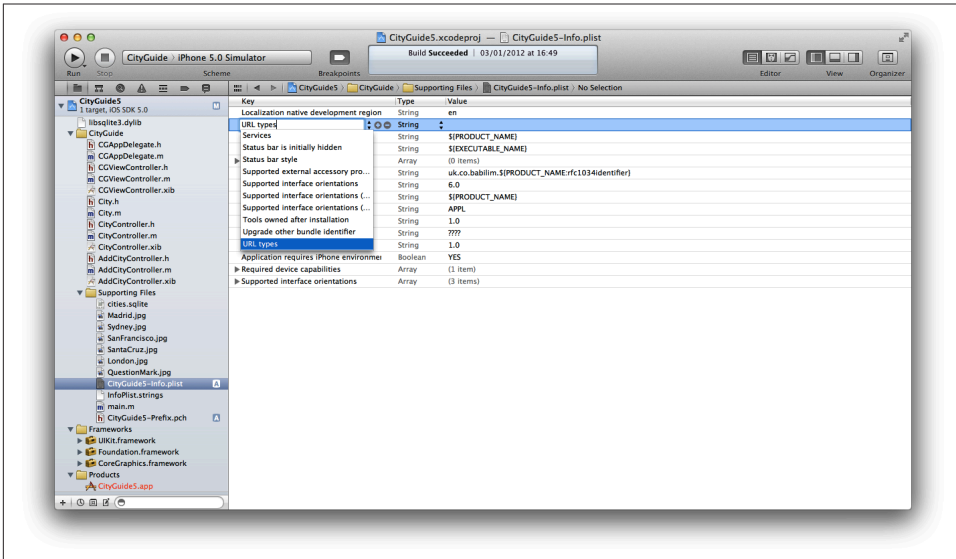 CityGuide5.xcodeproj — CityGuide5-Info.plist
CityGuide › iPhone 5.0 Simulator
Build Succeeded | 03/01/2012 at 16:49
Run Stop Scheme Breakpoints Editor View Organizer
CityGuide5 › CityGuide › Supporting Files › CityGuide5-Info.plist › No Selection
CityGuide5 M
1 target, iOS SDK 5.0
libsqlite3.dylib
CityGuide
h CGAppDelegate.h
m CGAppDelegate.m
h CGViewController.h
m CGViewController.m
CGViewController.xib
h City.h
m City.m
h CityController.h
m CityController.m
CityController.xib
h AddCityController.h
m AddCityController.m
AddCityController.xib
Supporting Files
cities.sqlite
Madrid.jpg
Sydney.jpg
SanFrancisco.jpg
SantaCruz.jpg
London.jpg
QuestionMark.jpg
CityGuide5-Info.plist A
InfoPlist.strings
m main.m
h CityGuide5-Prefix.pch A
Frameworks
UIKit.framework
Foundation.framework
CoreGraphics.framework
Products
CityGuide5.app
Key Type Value
Localization native development region String en
URL types String
Services
Status bar is initially hidden
Status bar style
Supported external accessory pro...
Supported interface orientations
Supported interface orientations (...
Supported interface orientations (...
Tools owned after installation
Upgrade other bundle identifier
URL types
String ${PRODUCT_NAME}
String ${EXECUTABLE_NAME}
Array (0 items)
String uk.co.babilim.${PRODUCT_NAME:rfc1034identifier}
String 6.0
String ${PRODUCT_NAME}
String APPL
String 1.0
String ????
String 1.0
Application requires iPhone environmen Boolean YES
Required device capabilities Array (1 item)
Supported interface orientations Array (3 items)